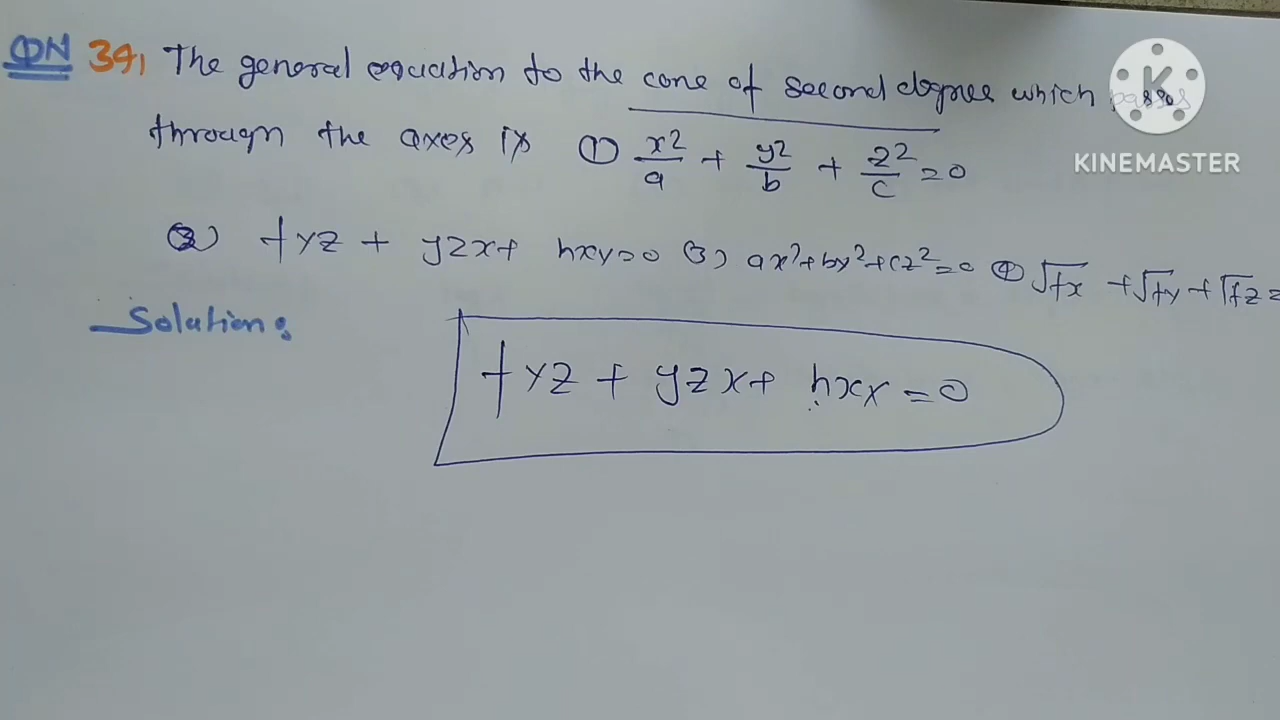 QN 34, The general equation to the cone of second degree which passes
K
KINEMASTER
through the axes is ① x²/a + y²/b + z²/c = 0
2) fyz + yzx + hxy=0 (3) ax²+by²+cz²=0 ④ √fx + √fy + √fz =
Solution:
fyz + yzx + hxy = 0